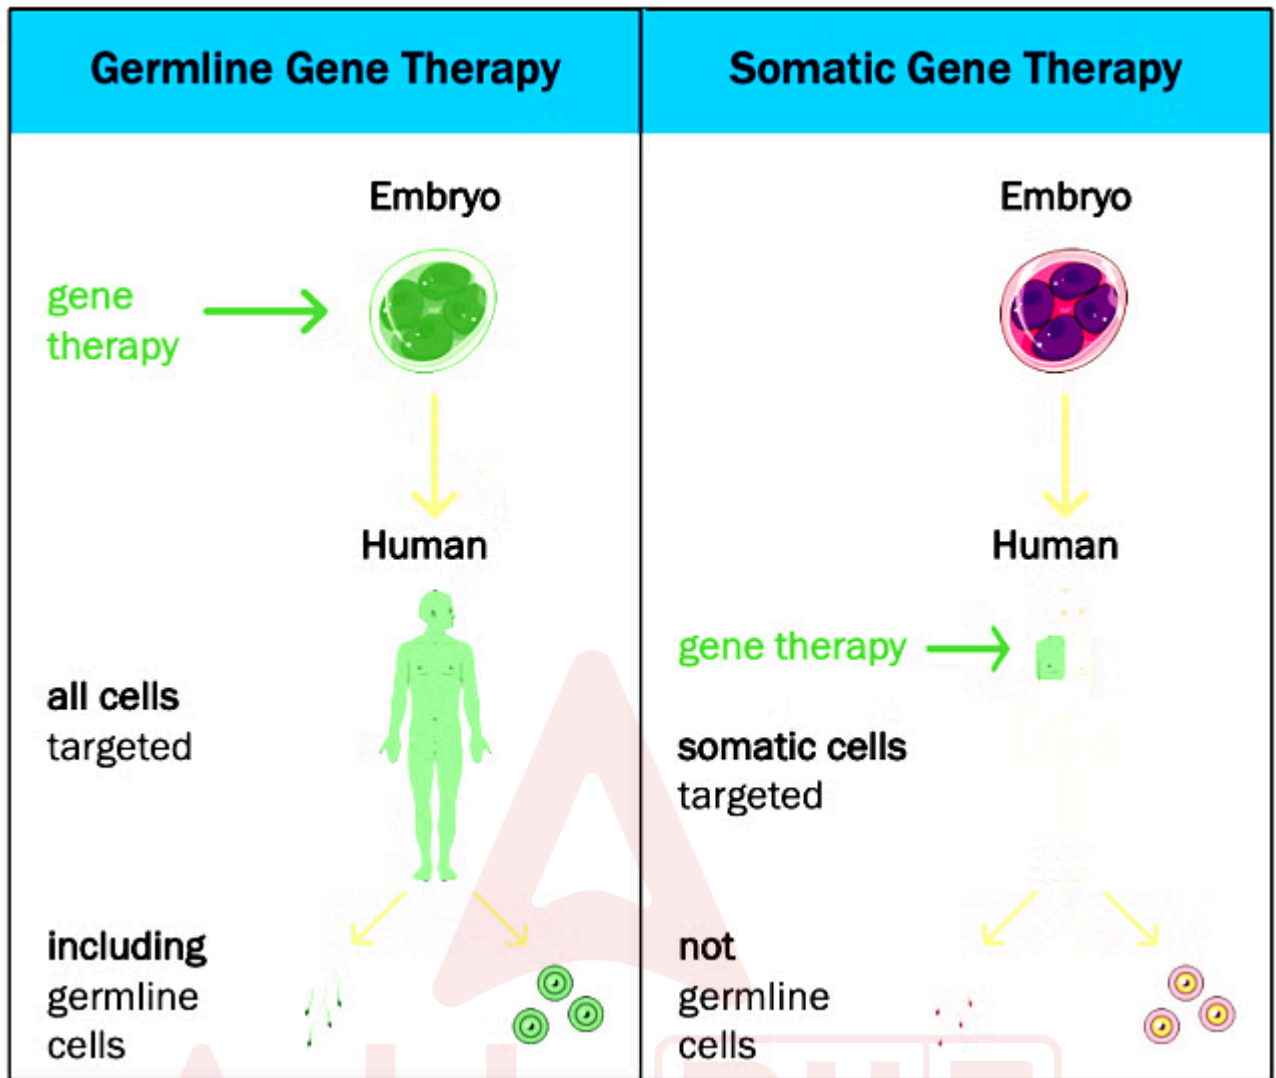 Germline Gene Therapy
Embryo
gene
therapy
Human
all cells
targeted
including
germline
cells
Somatic Gene Therapy
Embryo
Human
gene therapy
somatic cells
targeted
not
germline
cells